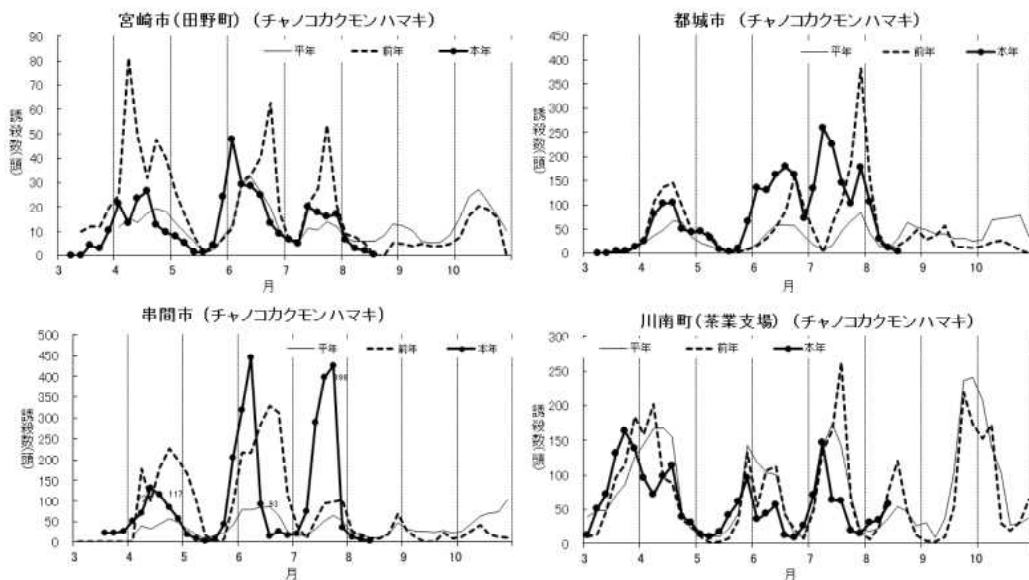 宮崎市(田野町) (チャノコカクモンハマキ)
平年 前年 本年
誘殺数(頭)
90
80
70
60
50
40
30
20
10
0
3 4 5 6 7 8 9 10
月
都城市 (チャノコカクモンハマキ)
平年 前年 本年
誘殺数(頭)
450
400
350
300
250
200
150
100
50
0
3 4 5 6 7 8 9 10
月
串間市 (チャノコカクモンハマキ)
平年 前年 本年
誘殺数(頭)
500
450
400
350
300
250
200
150
100
50
0
117
93
398
3 4 5 6 7 8 9 10
月
川南町(茶業支場) (チャノコカクモンハマキ)
平年 前年 本年
誘殺数(頭)
300
250
200
150
100
50
0
3 4 5 6 7 8 9 10
月